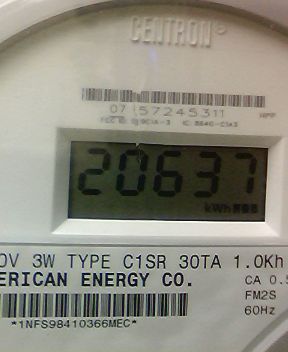 CENTRON®
07 157245311
20637
kWh
0V 3W TYPE C1SR 30TA 1.0Kh
ERICAN ENERGY CO.
CA 0.5
FM2S
60Hz
*1NFS98410366MEC*